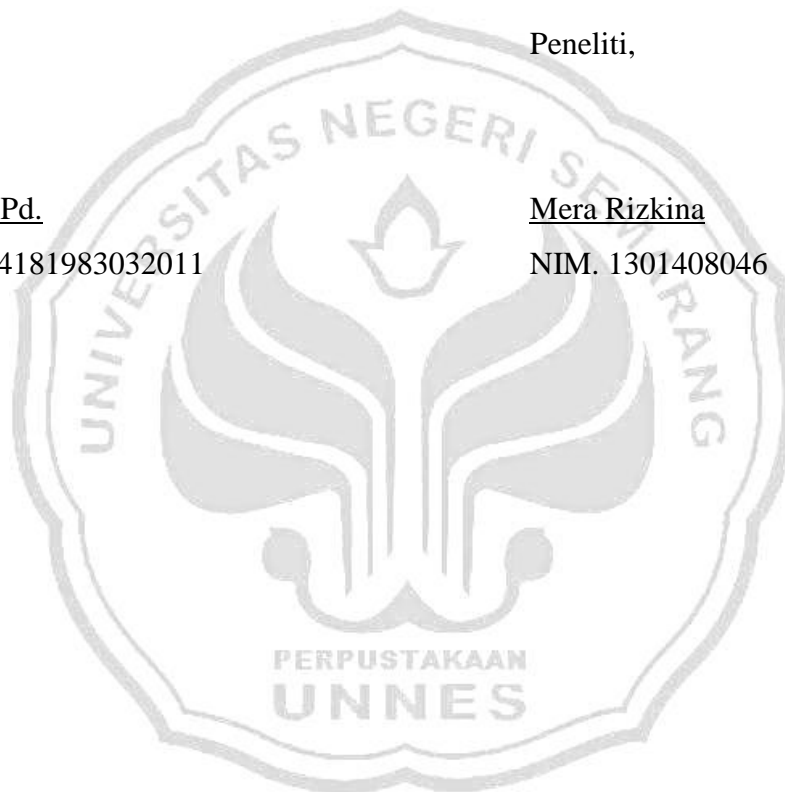 Peneliti,
Pd. Mera Rizkina
4181983032011 NIM. 1301408046
UNIVERSITAS NEGERI SEMARANG
PERPUSTAKAAN
UNNES